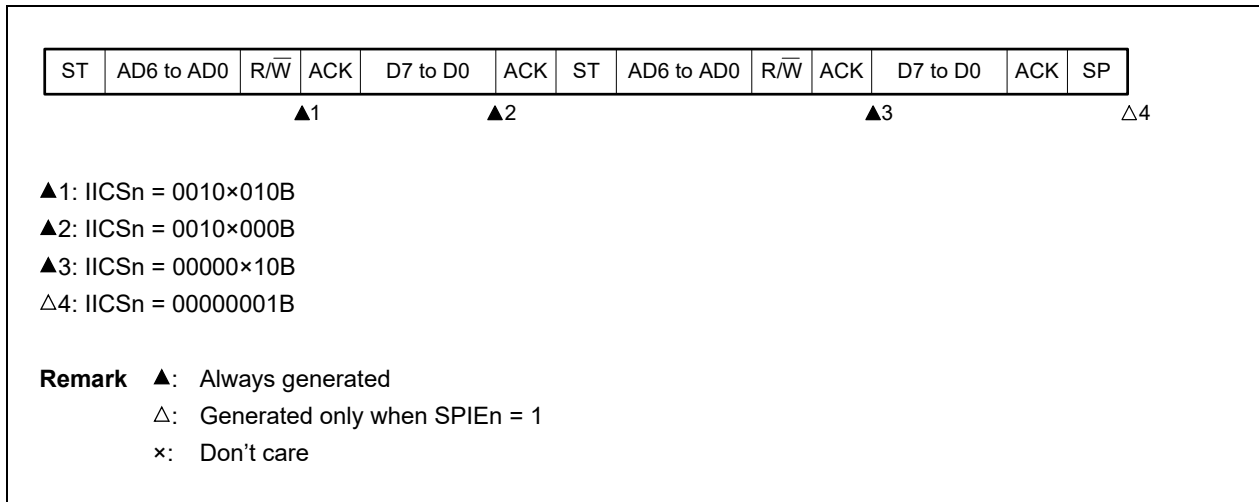 ST AD6 to AD0 R/W̅ ACK D7 to D0 ACK ST AD6 to AD0 R/W̅ ACK D7 to D0 ACK SP
▲1 ▲2 ▲3 △4
▲1: IICSn = 0010×010B
▲2: IICSn = 0010×000B
▲3: IICSn = 00000×10B
△4: IICSn = 00000001B
Remark ▲: Always generated
△: Generated only when SPIEn = 1
×: Don’t care